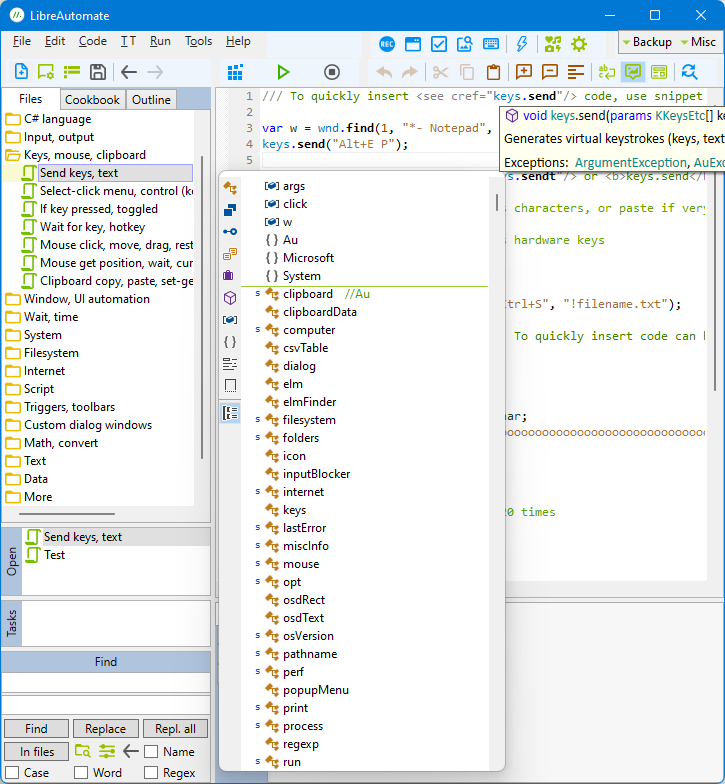 LibreAutomate
File Edit Code T T Run Tools Help
REC
Backup Misc
Files Cookbook Outline
C# language
Input, output
Keys, mouse, clipboard
Send keys, text
Select-click menu, control (k
If key pressed, toggled
Wait for key, hotkey
Mouse click, move, drag, rest
Mouse get position, wait, cur
Clipboard copy, paste, set-ge
Window, UI automation
Wait, time
System
Filesystem
Internet
Script
Triggers, toolbars
Custom dialog windows
Math, convert
Text
Data
More
Open
Send keys, text
Test
Tasks
Find
Find Replace Repl. all
In files Name
Case Word Regex
1 /// To quickly insert <see cref="keys.send"/> code, use snippet
2
3 var w = wnd.find(1, "*- Notepad",
4 keys.send("Alt+E P");
5
void keys.send(params KKeysEtc[] k
Generates virtual keystrokes (keys, text
Exceptions: ArgumentException, AuExc
ys.sendt"/> or <b>keys.send</
s characters, or paste if very
s hardware keys
trl+S", "!filename.txt");
To quickly insert code can b
ar;
20 times
args
click
w
{ } Au
{ } Microsoft
{ } System
s clipboard //Au
clipboardData
s computer
csvTable
dialog
elm
elmFinder
s filesystem
s folders
icon
inputBlocker
s internet
keys
s lastError
s miscInfo
s mouse
s opt
osdRect
osdText
s osVersion
s pathname
s perf
popupMenu
s print
s process
regexp
s run